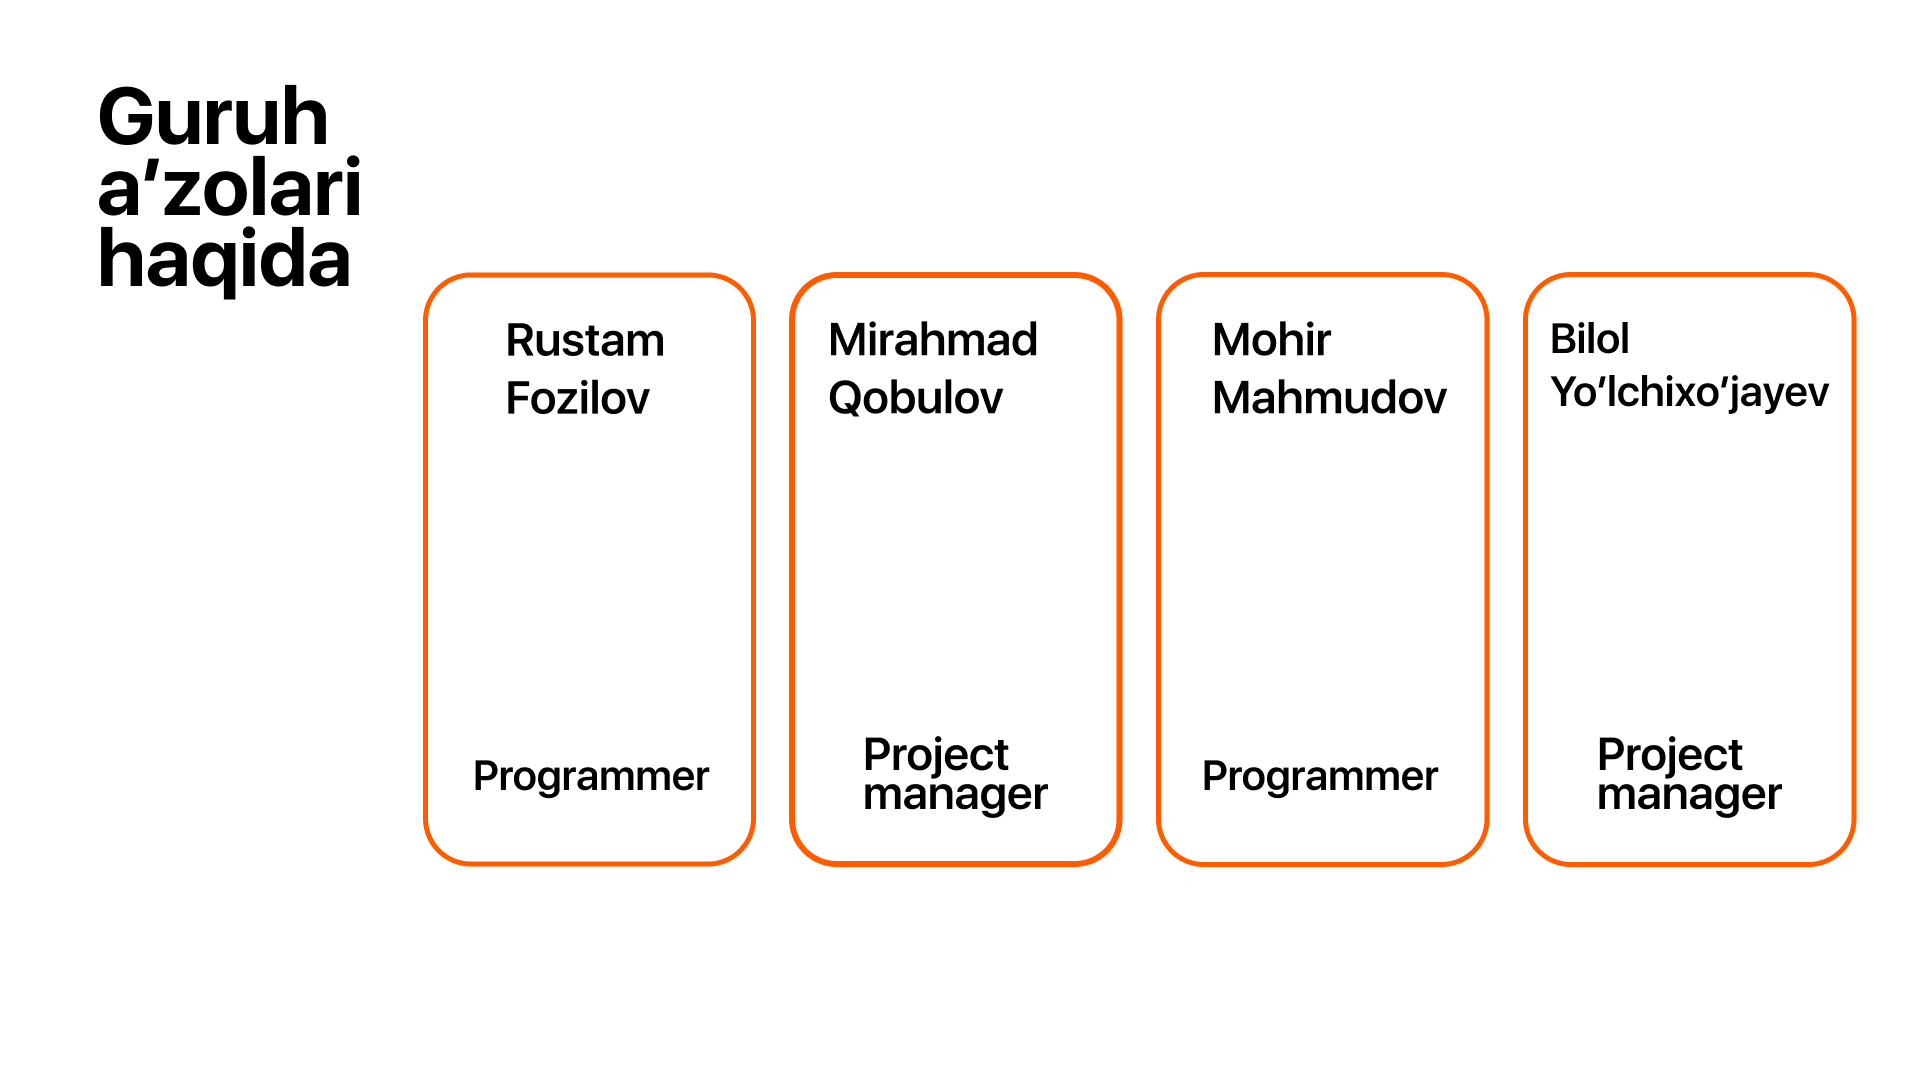 Guruh
a’zolari
haqida
Rustam
Fozilov
Programmer
Mirahmad
Qobulov
Project
manager
Mohir
Mahmudov
Programmer
Bilol
Yo‘lchixo‘jayev
Project
manager